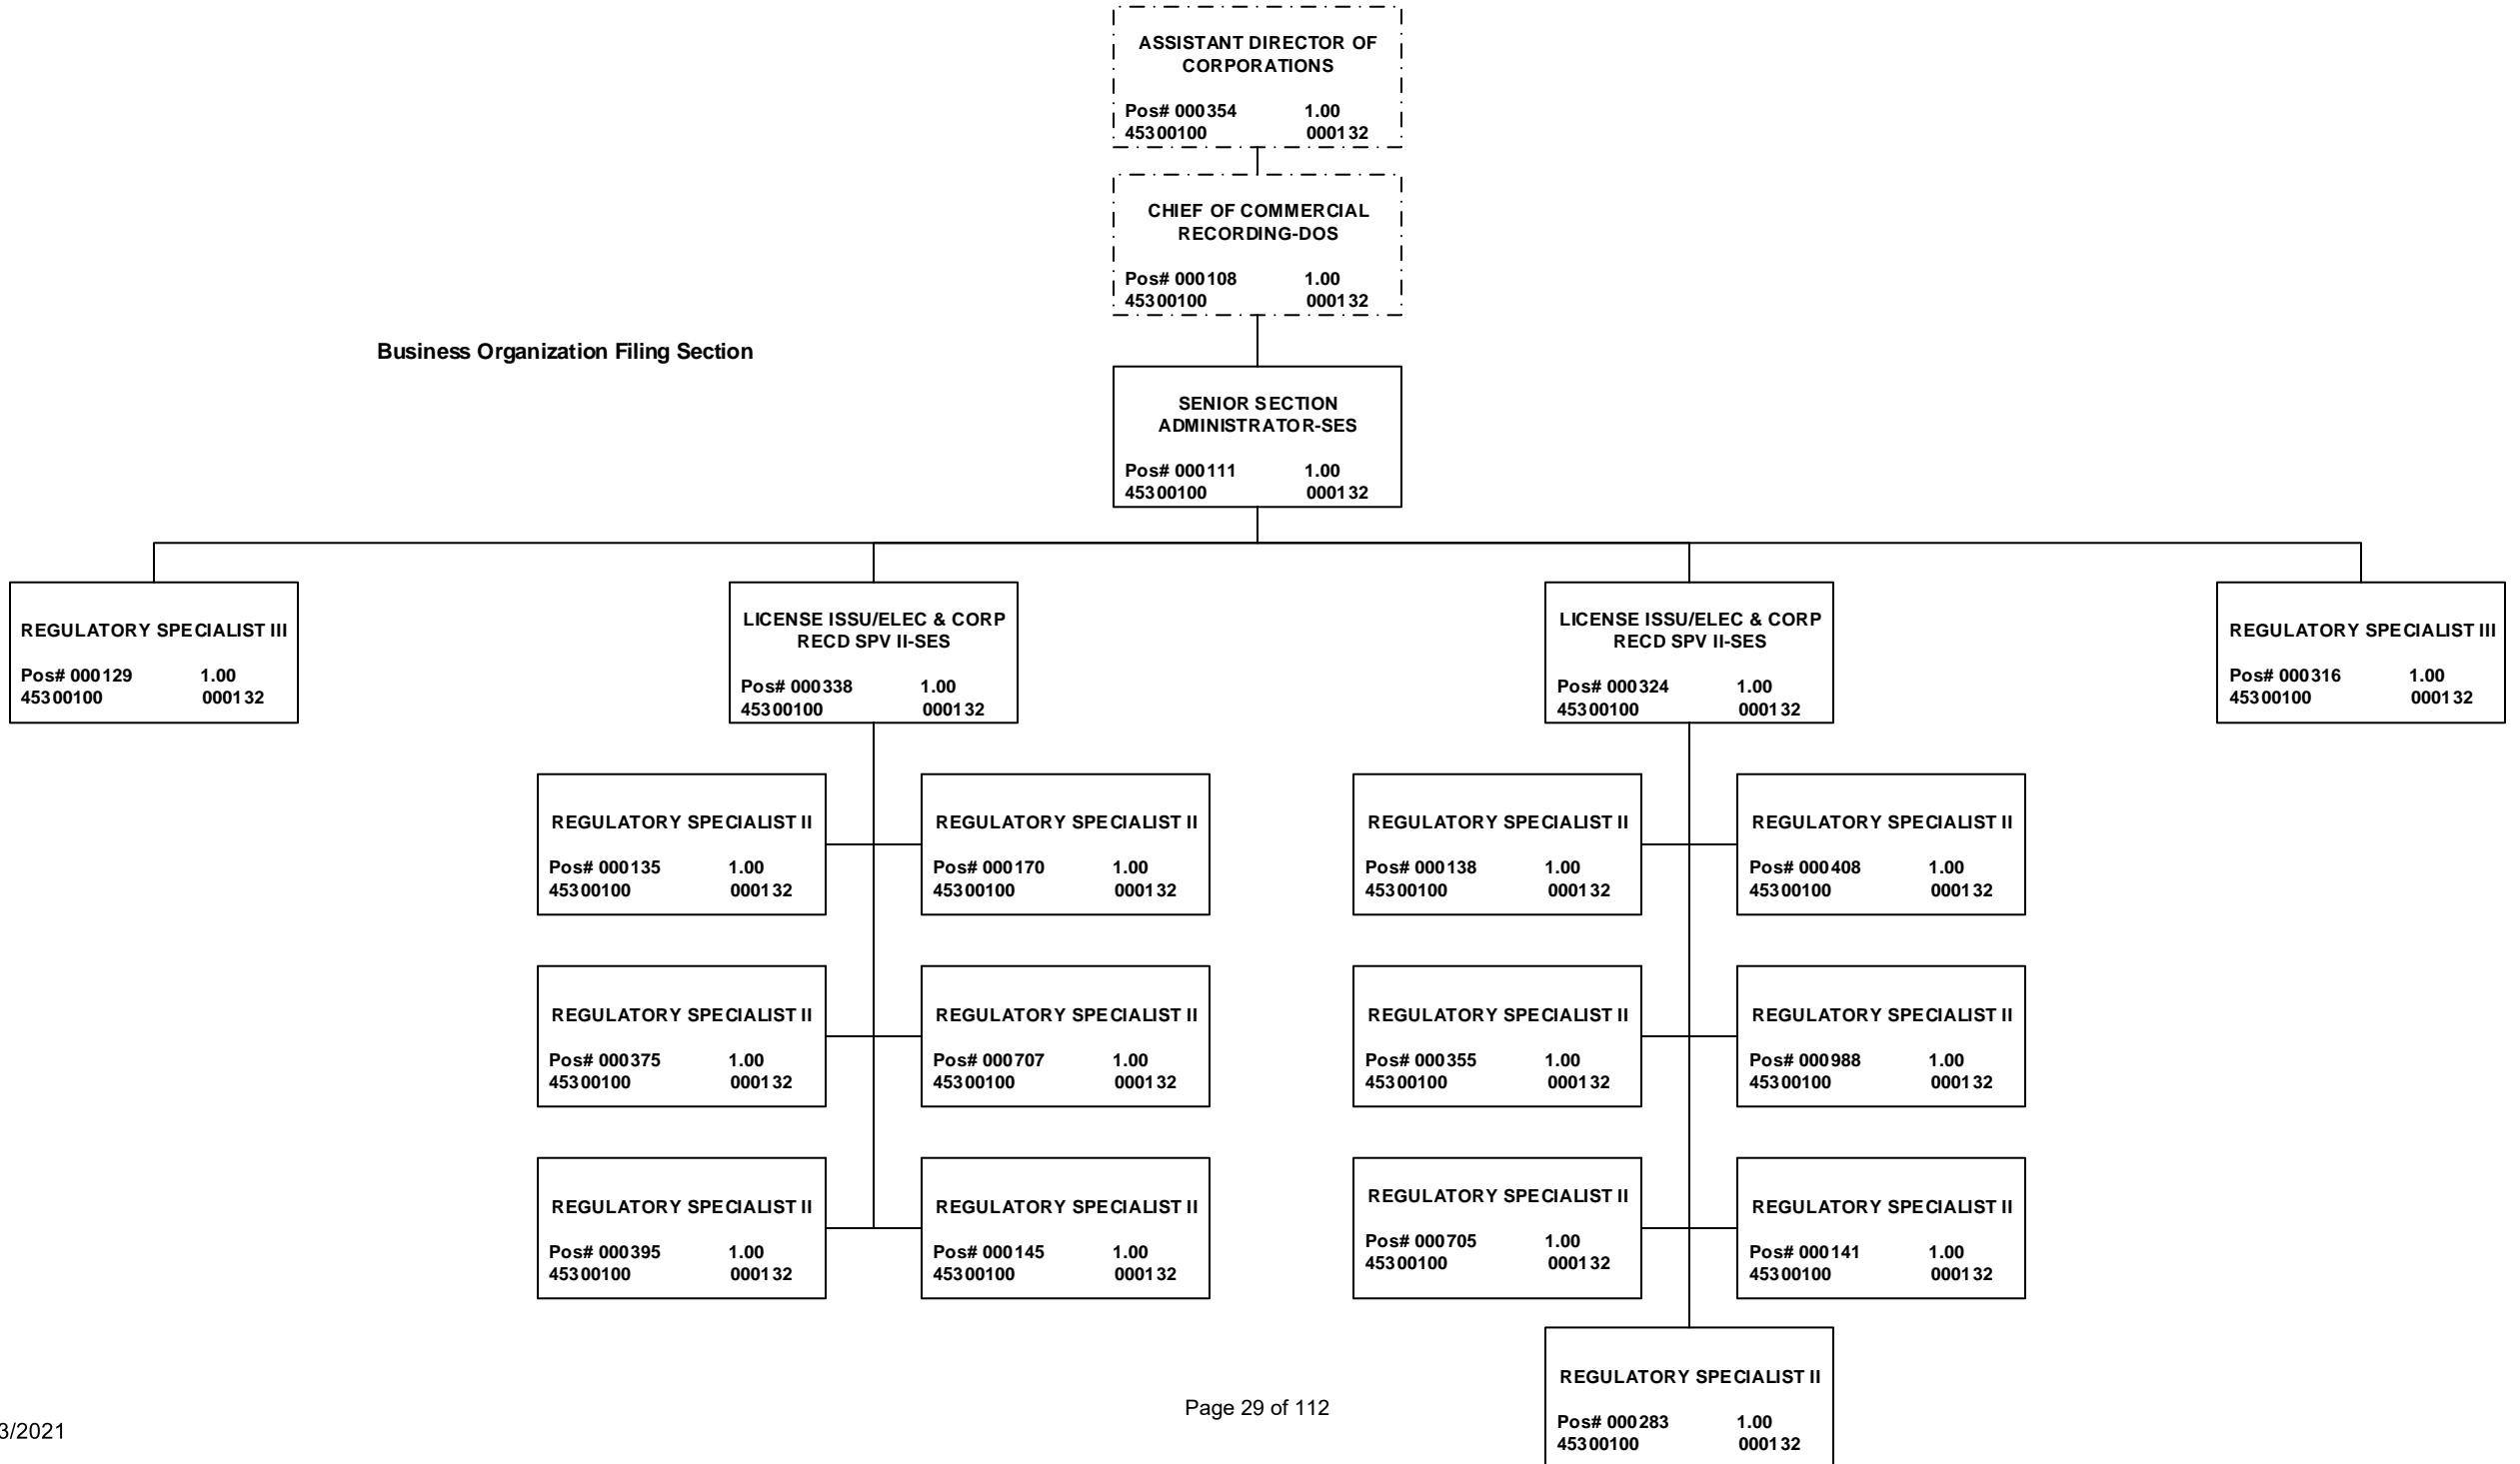 ASSISTANT DIRECTOR OF
CORPORATIONS
Pos# 000354 1.00
45300100 000132
CHIEF OF COMMERCIAL
RECORDING-DOS
Pos# 000108 1.00
45300100 000132
Business Organization Filing Section
SENIOR SECTION
ADMINISTRATOR-SES
Pos# 000111 1.00
45300100 000132
REGULATORY SPECIALIST III
Pos# 000129 1.00
45300100 000132
LICENSE ISSU/ELEC & CORP
RECD SPV II-SES
Pos# 000338 1.00
45300100 000132
LICENSE ISSU/ELEC & CORP
RECD SPV II-SES
Pos# 000324 1.00
45300100 000132
REGULATORY SPECIALIST III
Pos# 000316 1.00
45300100 000132
REGULATORY SPECIALIST II
Pos# 000135 1.00
45300100 000132
REGULATORY SPECIALIST II
Pos# 000170 1.00
45300100 000132
REGULATORY SPECIALIST II
Pos# 000138 1.00
45300100 000132
REGULATORY SPECIALIST II
Pos# 000408 1.00
45300100 000132
REGULATORY SPECIALIST II
Pos# 000375 1.00
45300100 000132
REGULATORY SPECIALIST II
Pos# 000707 1.00
45300100 000132
REGULATORY SPECIALIST II
Pos# 000355 1.00
45300100 000132
REGULATORY SPECIALIST II
Pos# 000988 1.00
45300100 000132
REGULATORY SPECIALIST II
Pos# 000395 1.00
45300100 000132
REGULATORY SPECIALIST II
Pos# 000145 1.00
45300100 000132
REGULATORY SPECIALIST II
Pos# 000705 1.00
45300100 000132
REGULATORY SPECIALIST II
Pos# 000141 1.00
45300100 000132
REGULATORY SPECIALIST II
Pos# 000283 1.00
45300100 000132
Page 29 of 112
3/2021